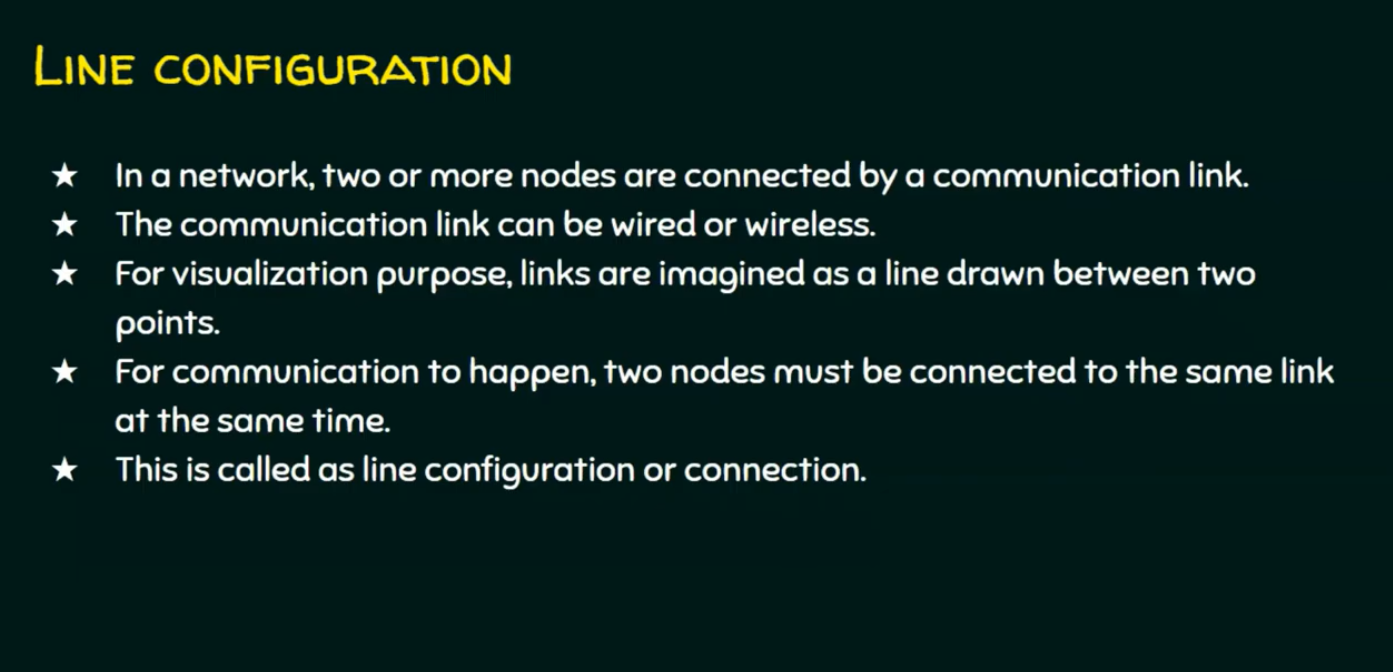 LINE CONFIGURATION
★ In a network, two or more nodes are connected by a communication link.
★ The communication link can be wired or wireless.
★ For visualization purpose, links are imagined as a line drawn between two
points.
★ For communication to happen, two nodes must be connected to the same link
at the same time.
★ This is called as line configuration or connection.